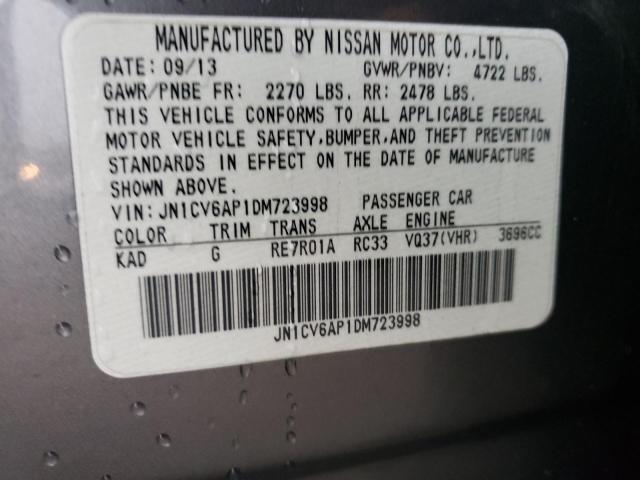 MANUFACTURED BY NISSAN MOTOR CO.,LTD.
DATE: 09/13 GVWR/PNBV: 4722 LBS.
GAWR/PNBE FR: 2270 LBS. RR: 2478 LBS.
THIS VEHICLE CONFORMS TO ALL APPLICABLE FEDERAL
MOTOR VEHICLE SAFETY,BUMPER,AND THEFT PREVENTION
STANDARDS IN EFFECT ON THE DATE OF MANUFACTURE
SHOWN ABOVE.
VIN: JN1CV6AP1DM723998 PASSENGER CAR
COLOR TRIM TRANS AXLE ENGINE
KAD G RE7R01A RC33 VQ37(VHR) 3696CC
JN1CV6AP1DM723998